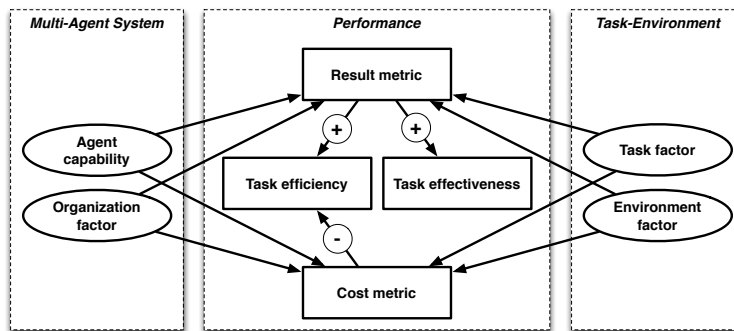 Multi-Agent System
Performance
Task-Environment
Result metric
Agent
capability
+
+
Task factor
Task efficiency
Task effectiveness
Organization
factor
Environment
factor
-
Cost metric